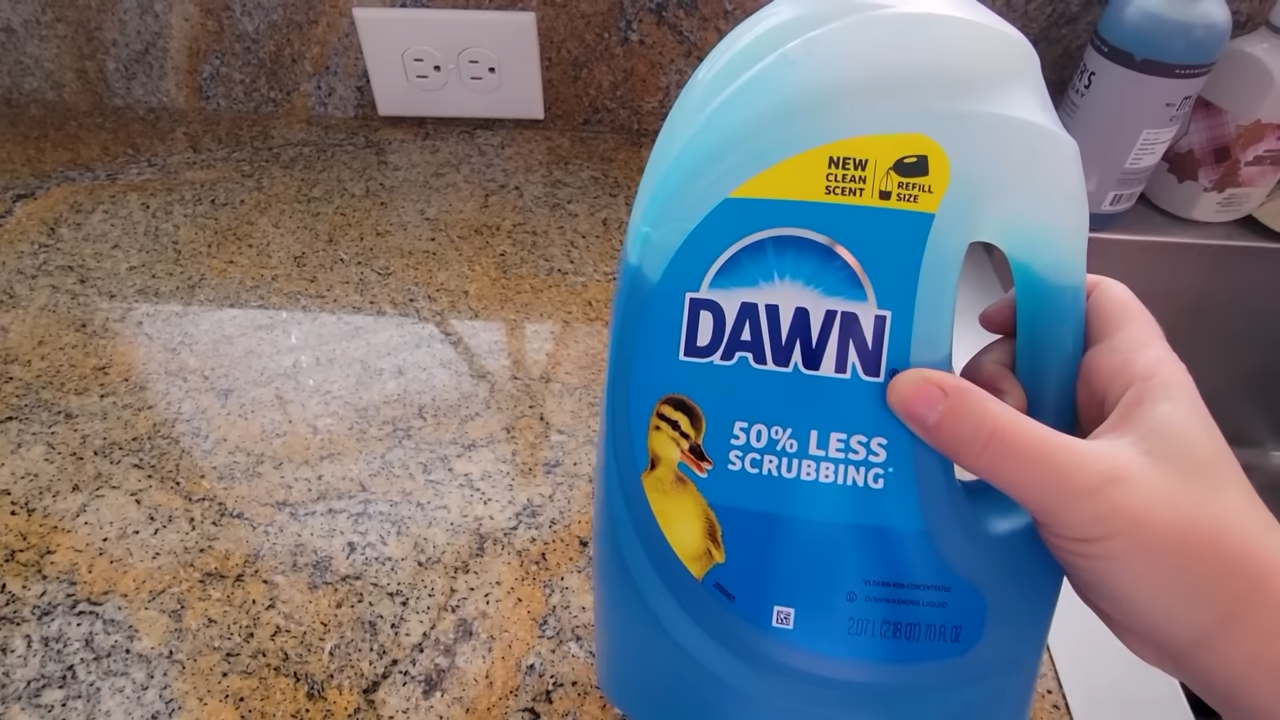 NEW
CLEAN
SCENT
REFILL
SIZE
DAWN
50% LESS
SCRUBBING*
DISHWASHING LIQUID
2.07 L (2.18 QT) 70 FL OZ